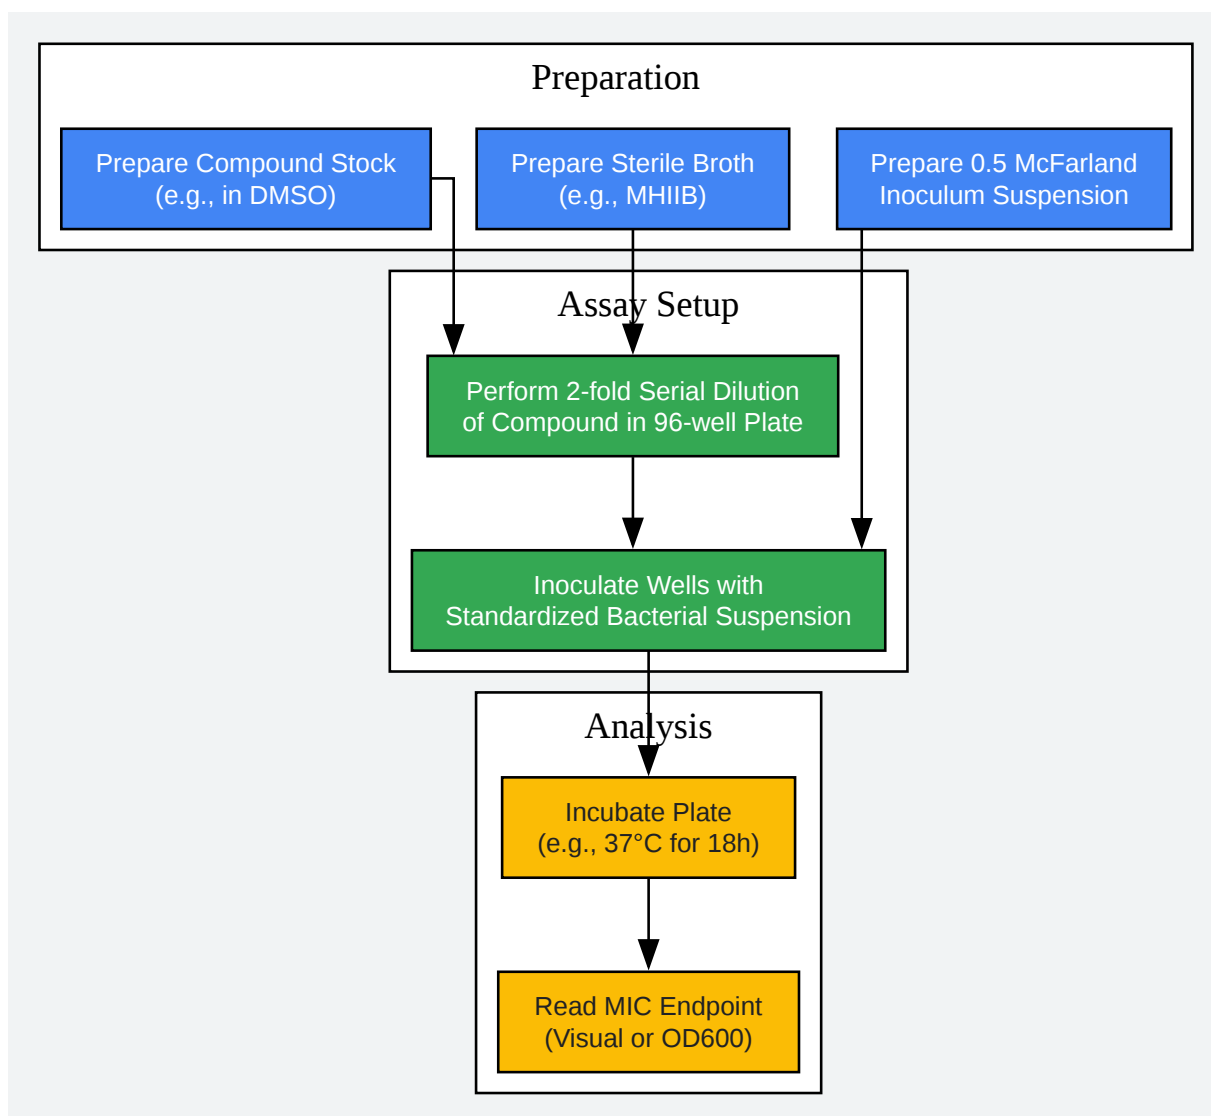 Preparation
Prepare Compound Stock
(e.g., in DMSO)
Prepare Sterile Broth
(e.g., MHIIB)
Prepare 0.5 McFarland
Inoculum Suspension
Assay Setup
Perform 2-fold Serial Dilution
of Compound in 96-well Plate
Inoculate Wells with
Standardized Bacterial Suspension
Analysis
Incubate Plate
(e.g., 37°C for 18h)
Read MIC Endpoint
(Visual or OD600)